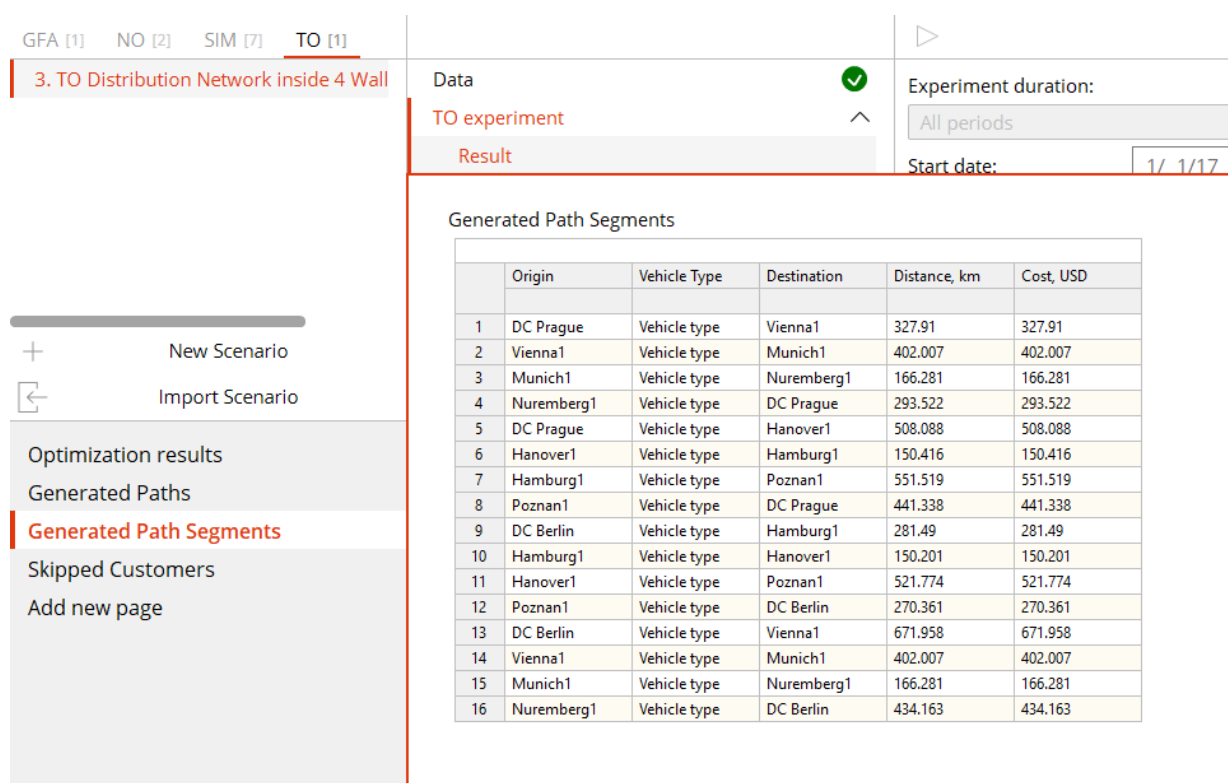 GFA [1] NO [2] SIM [7] TO [1]
3. TO Distribution Network inside 4 Wall
New Scenario
Import Scenario
Optimization results
Generated Paths
Generated Path Segments
Skipped Customers
Add new page
Data
TO experiment
Result
Experiment duration:
All periods
Start date: 1/ 1/17
Generated Path Segments
Origin Vehicle Type Destination Distance, km Cost, USD
1 DC Prague Vehicle type Vienna1 327.91 327.91
2 Vienna1 Vehicle type Munich1 402.007 402.007
3 Munich1 Vehicle type Nuremberg1 166.281 166.281
4 Nuremberg1 Vehicle type DC Prague 293.522 293.522
5 DC Prague Vehicle type Hanover1 508.088 508.088
6 Hanover1 Vehicle type Hamburg1 150.416 150.416
7 Hamburg1 Vehicle type Poznan1 551.519 551.519
8 Poznan1 Vehicle type DC Prague 441.338 441.338
9 DC Berlin Vehicle type Hamburg1 281.49 281.49
10 Hamburg1 Vehicle type Hanover1 150.201 150.201
11 Hanover1 Vehicle type Poznan1 521.774 521.774
12 Poznan1 Vehicle type DC Berlin 270.361 270.361
13 DC Berlin Vehicle type Vienna1 671.958 671.958
14 Vienna1 Vehicle type Munich1 402.007 402.007
15 Munich1 Vehicle type Nuremberg1 166.281 166.281
16 Nuremberg1 Vehicle type DC Berlin 434.163 434.163